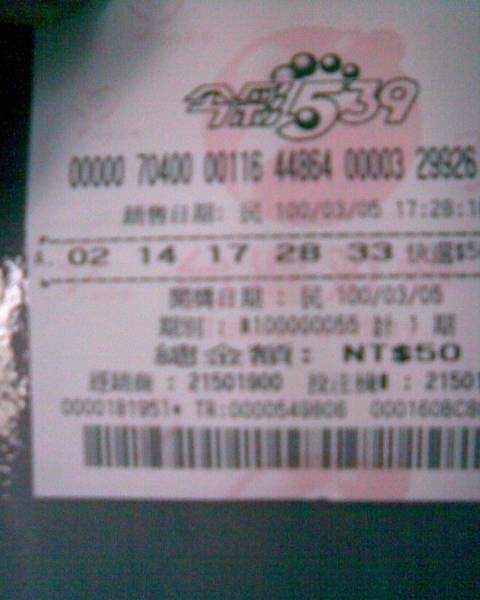 今彩539
00000 70400 00116 44864 00003 29926
銷售日期: 民 100/03/05 17:28:1
02 14 17 28 33 快選$5
開獎日期 : 民 100/03/05
期別 : #100000055 計 1 期
總金額: NT$50
經銷商 : 21501900 投注機# : 2150
0000181951* TR:0000549806 0001608C8